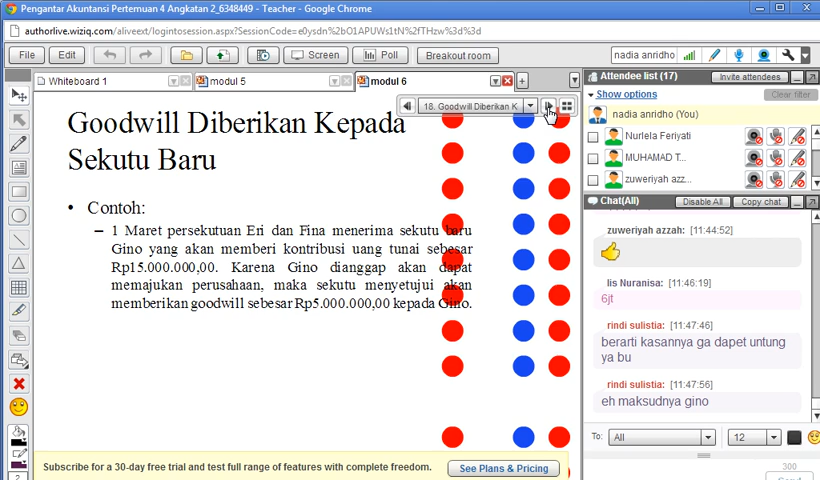 Pengantar Akuntansi Pertemuan 4 Angkatan 2_6348449 - Teacher - Google Chrome
authorlive.wiziq.com/aliveext/logintosession.aspx?SessionCode=e0ysdn%2bO1APUWs1tN%2fTHzw%3d%3d
File Edit Screen Poll Breakout room nadia anridho
Whiteboard 1 modul 5 modul 6
18. Goodwill Diberikan K
Goodwill Diberikan Kepada
Sekutu Baru
• Contoh:
– 1 Maret persekutuan Eri dan Fina menerima sekutu baru
Gino yang akan memberi kontribusi uang tunai sebesar
Rp15.000.000,00. Karena Gino dianggap akan dapat
memajukan perusahaan, maka sekutu menyetujui akan
memberikan goodwill sebesar Rp5.000.000,00 kepada Gino.
Subscribe for a 30-day free trial and test full range of features with complete freedom. See Plans & Pricing
2
Attendee list (17) Invite attendees
Show options Clear filter
nadia anridho (You)
Nurlela Feriyati
MUHAMAD T...
zuweriyah azz...
Chat(All) Disable All Copy chat
zuweriyah azzah: [11:44:52]
Iis Nuranisa: [11:46:19]
6jt
rindi sulistia: [11:47:46]
berarti kasannya ga dapet untung
ya bu
rindi sulistia: [11:47:56]
eh maksudnya gino
To: All 12
300
Send